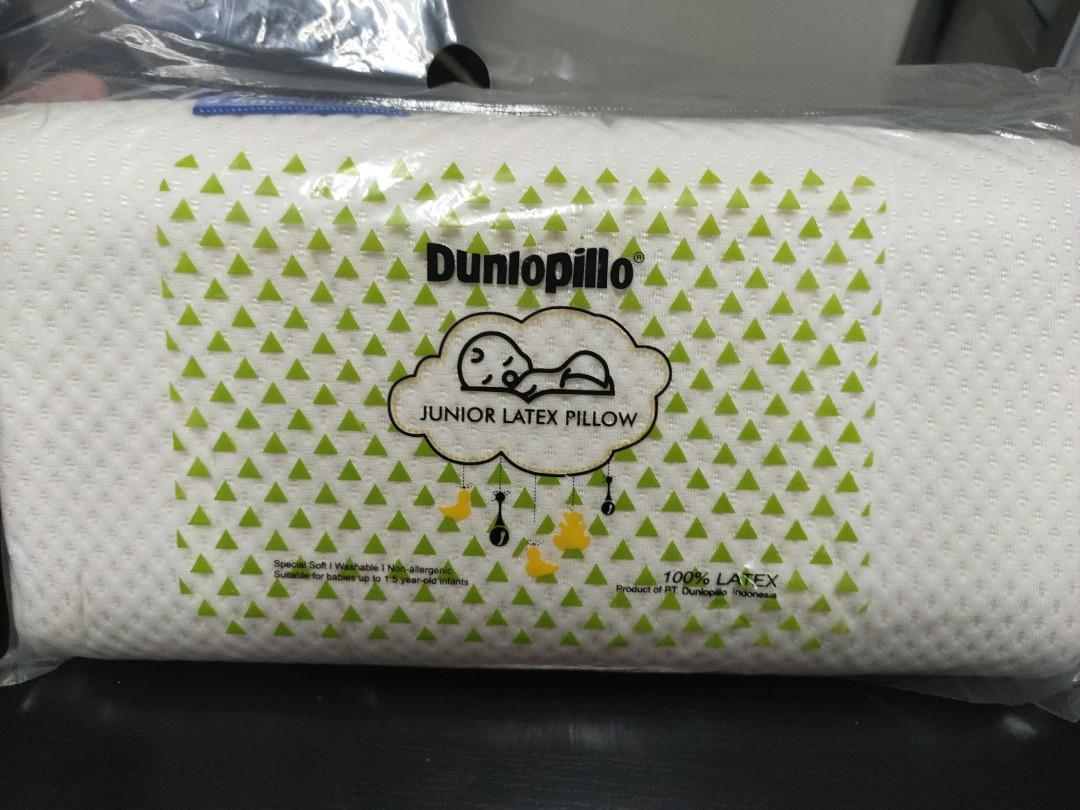 Dunlopillo®
JUNIOR LATEX PILLOW
Special Soft I Washable I Non-allergenic
Suitable for babies up to 1.5 year-old infants
100% LATEX
Product of PT. Dunlopillo Indonesia